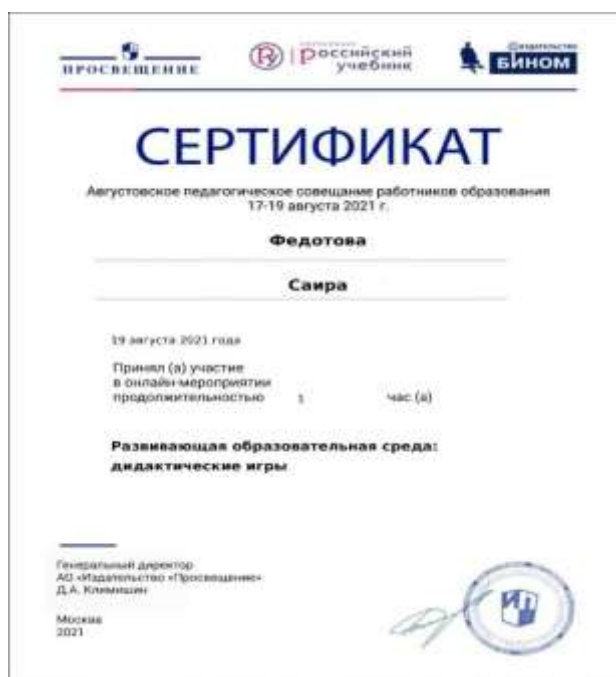 ПРОСВЕЩЕНИЕ
российский
учебник
Издательство
БИНОМ
СЕРТИФИКАТ
Августовское педагогическое совещание работников образования
17-19 августа 2021 г.
Федотова
Саира
19 августа 2021 года
Принял (а) участие
в онлайн-мероприятии
продолжительностью 1 час (а)
Развивающая образовательная среда:
дидактические игры
Генеральный директор
АО «Издательство «Просвещение»
Д.А. Климишин
Москва
2021